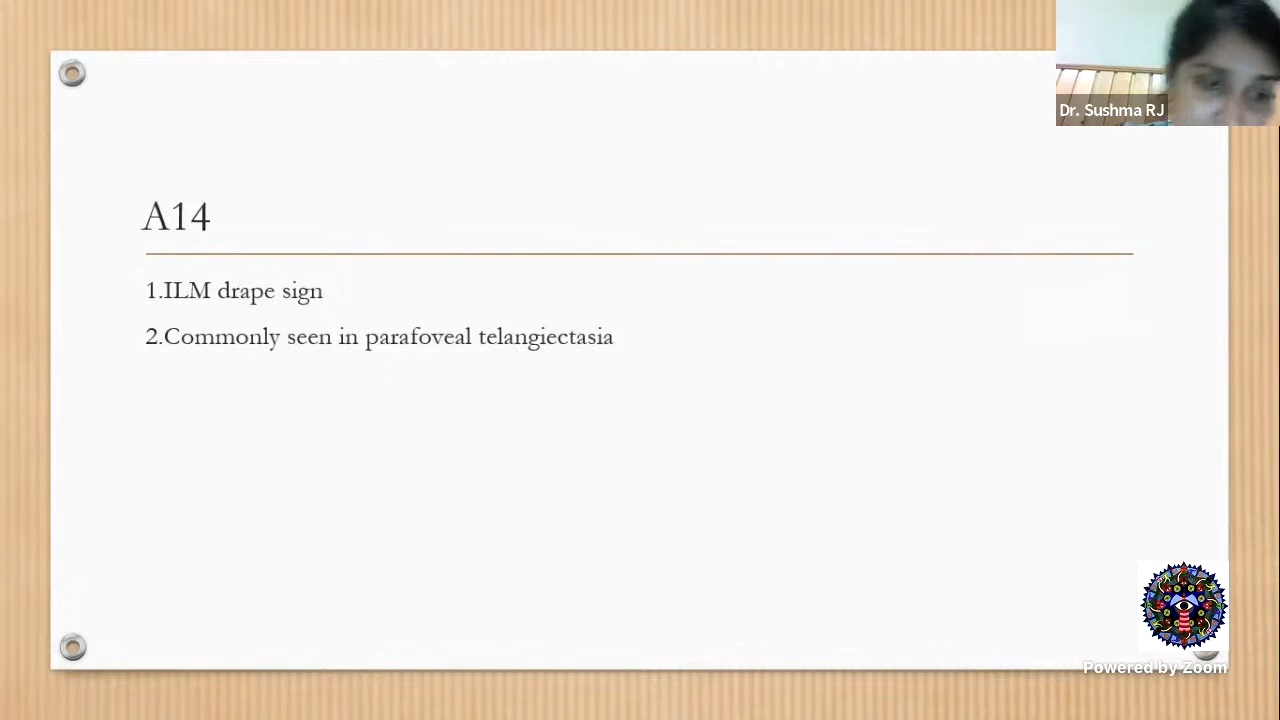 Dr. Sushma RJ
A14
1.ILM drape sign
2.Commonly seen in parafoveal telangiectasia
Powered by Zoom